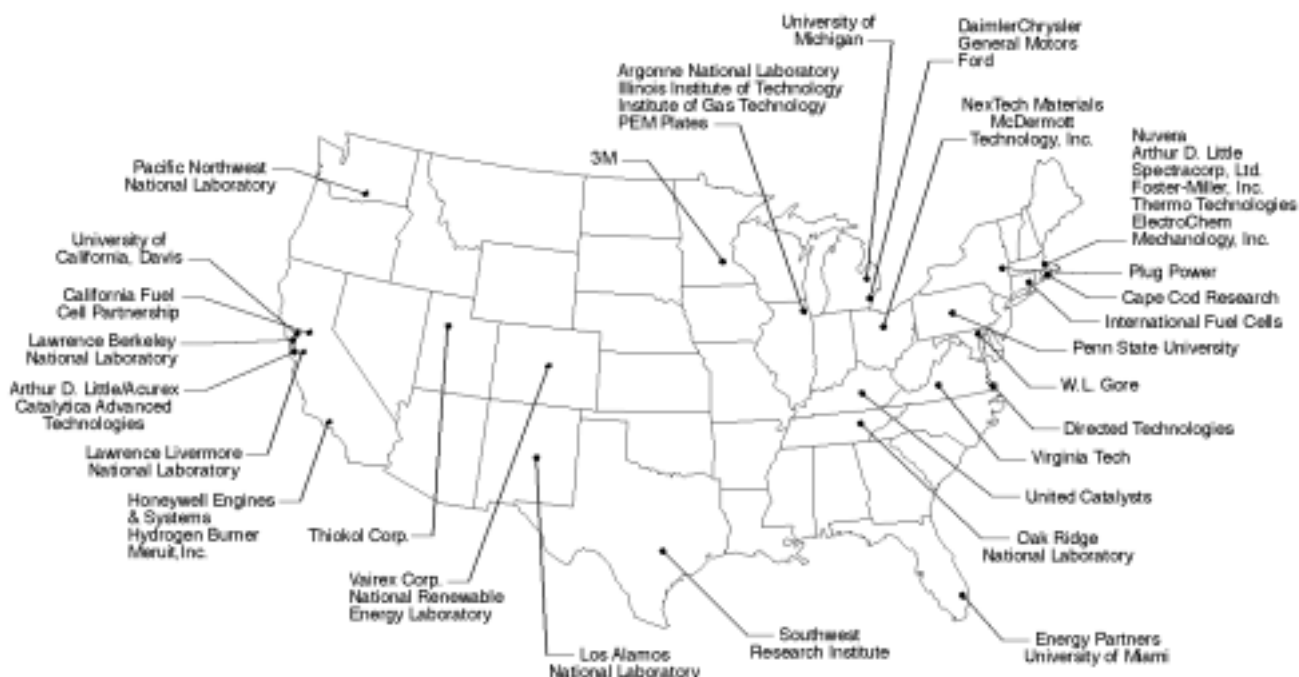 University of
Michigan
DaimlerChrysler
General Motors
Ford
Argonne National Laboratory
Illinois Institute of Technology
Institute of Gas Technology
PEM Plates
NexTech Materials
McDermott
Technology, Inc.
3M
Nuvera
Arthur D. Little
Spectracorp, Ltd.
Foster-Miller, Inc.
Thermo Technologies
ElectroChem
Mechanology, Inc.
Pacific Northwest
National Laboratory
University of
California, Davis
California Fuel
Cell Partnership
Lawrence Berkeley
National Laboratory
Arthur D. Little/Acurex
Catalytica Advanced
Technologies
Lawrence Livermore
National Laboratory
Honeywell Engines
& Systems
Hydrogen Burner
Meruit, Inc.
Thiokol Corp.
Vairex Corp.
National Renewable
Energy Laboratory
Los Alamos
National Laboratory
Southwest
Research Institute
Plug Power
Cape Cod Research
International Fuel Cells
Penn State University
W.L. Gore
Directed Technologies
Virginia Tech
United Catalysts
Oak Ridge
National Laboratory
Energy Partners
University of Miami